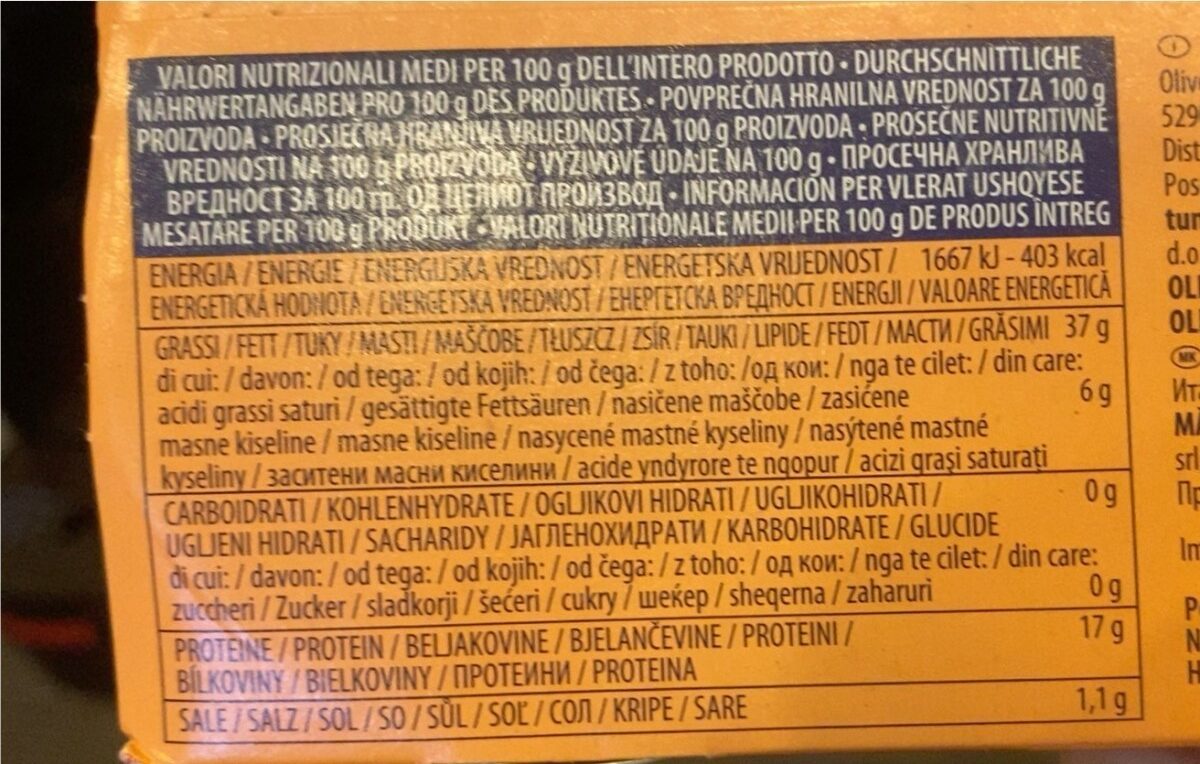 VALORI NUTRIZIONALI MEDI PER 100 g DELL'INTERO PRODOTTO • DURCHSCHNITTLICHE
NÄHRWERTANGABEN PRO 100 g DES PRODUKTES • POVPREČNA HRANILNA VREDNOST ZA 100 g
PROIZVODA • PROSJEČNA HRANJIVA VRIJEDNOST ZA 100 g PROIZVODA • PROSEČNE NUTRITIVNE
VREDNOSTI NA 100 g PROIZVODA • VÝŽIVOVÉ ÚDAJE NA 100 g • ПРОСЕЧНА ХРАНЛИВА
ВРЕДНОСТ ЗА 100 гр. ОД ЦЕЛИОТ ПРОИЗВОД • INFORMACION PER VLERAT USHQYESE
MESATARE PER 100 g PRODUKT • VALORI NUTRITIONALE MEDII PER 100 g DE PRODUS ÎNTREG
ENERGIA / ENERGIE / ENERGIJSKA VREDNOST / ENERGETSKA VRIJEDNOST / 1667 kJ - 403 kcal
ENERGETICKÁ HODNOTA / ENERGETSKA VREDNOST / ЕНЕРГЕТСКА ВРЕДНОСТ / ENERGJI / VALOARE ENERGETICĂ
GRASSI / FETT / TUKY / MASTI / MAŠČOBE / TŁUSZCZ / ZSÍR / TAUKI / LIPIDE / FEDT / МАСТИ / GRĂSIMI 37 g
di cui: / davon: / od tega: / od kojih: / od čega: / z toho: /од кои: / nga te cilet: / din care:
acidi grassi saturi / gesättigte Fettsäuren / nasičene maščobe / zasićene 6 g
masne kiseline / masne kiseline / nasycené mastné kyseliny / nasýtené mastné
kyseliny / заситени масни киселини / acide yndyrore te ngopur / acizi grași saturați
CARBOIDRATI / KOHLENHYDRATE / OGLJIKOVI HIDRATI / UGLJIKOHIDRATI / 0 g
UGLJENI HIDRATI / SACHARIDY / ЈАГЛЕНОХИДРАТИ / KARBOHIDRATE / GLUCIDE
di cui: / davon: / od tega: / od kojih: / od čega: / z toho: / од кои: / nga te cilet: / din care:
zuccheri / Zucker / sladkorji / šećeri / cukry / шеќер / sheqerna / zaharuri 0 g
PROTEINE / PROTEIN / BELJAKOVINE / BJELANČEVINE / PROTEINI / 17 g
BÍLKOVINY / BIELKOVINY / ПРОТЕИНИ / PROTEINA
SALE / SALZ / SOL / SO / SŮL / SOĽ / СОЛ / KRIPE / SARE 1,1 g
I
529
d.o
MK
srl